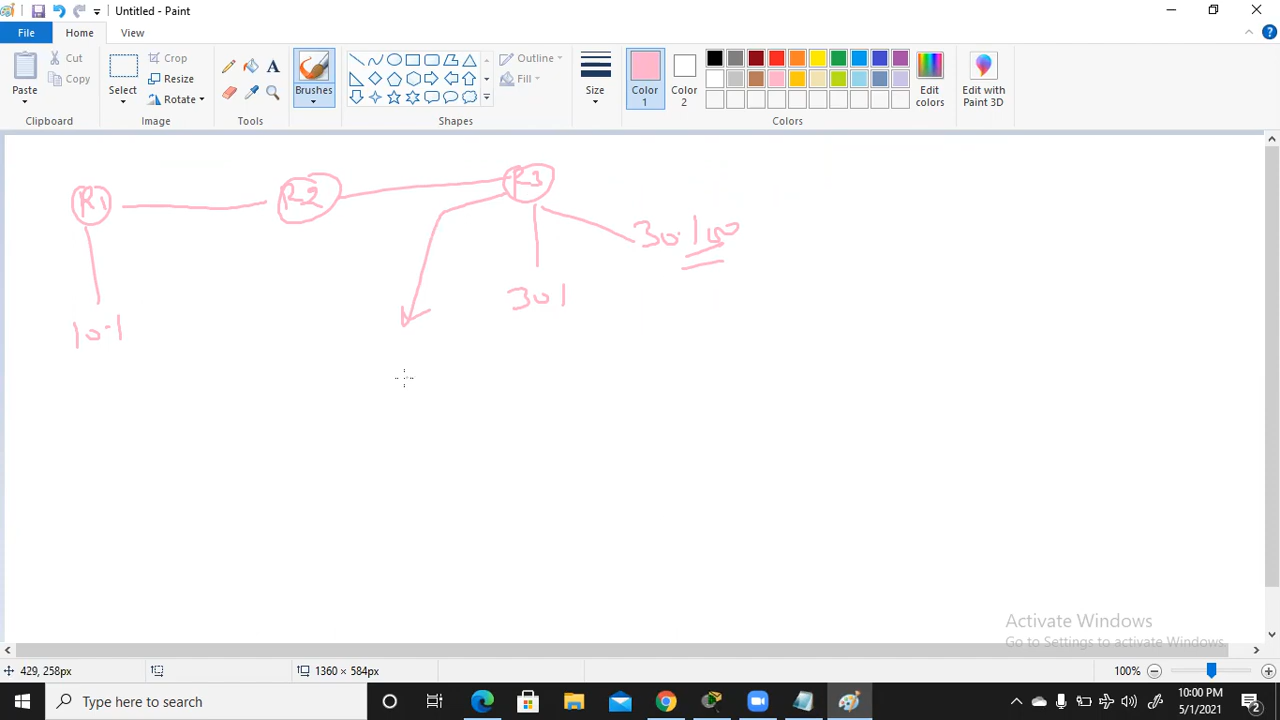 Untitled - Paint
File
Home
View
Paste
Cut
Copy
Clipboard
Select
Crop
Resize
Rotate
Image
A
Tools
Brushes
Outline
Fill
Shapes
Size
Color 1
Color 2
Edit colors
Colors
Edit with Paint 3D
R1
R2
R3
30.1
301
10.1
Activate Windows
Go to Settings to activate Windows.
429, 258px
1360 × 584px
100%
Type here to search
10:00 PM
5/1/2021
2